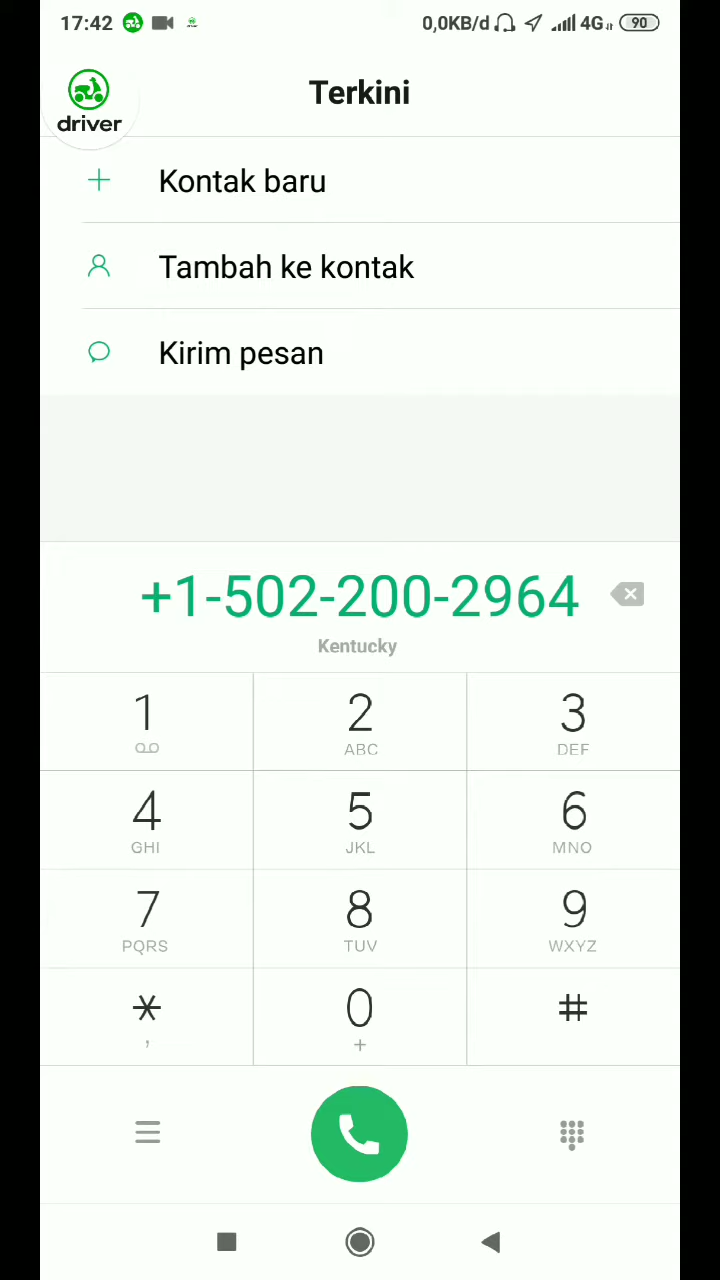 17:42 0,0KB/d 4G 90
driver
Terkini
Kontak baru
Tambah ke kontak
Kirim pesan
+1-502-200-2964
Kentucky
1 2 3
ABC DEF
4 5 6
GHI JKL MNO
7 8 9
PQRS TUV WXYZ
* 0 #
, +